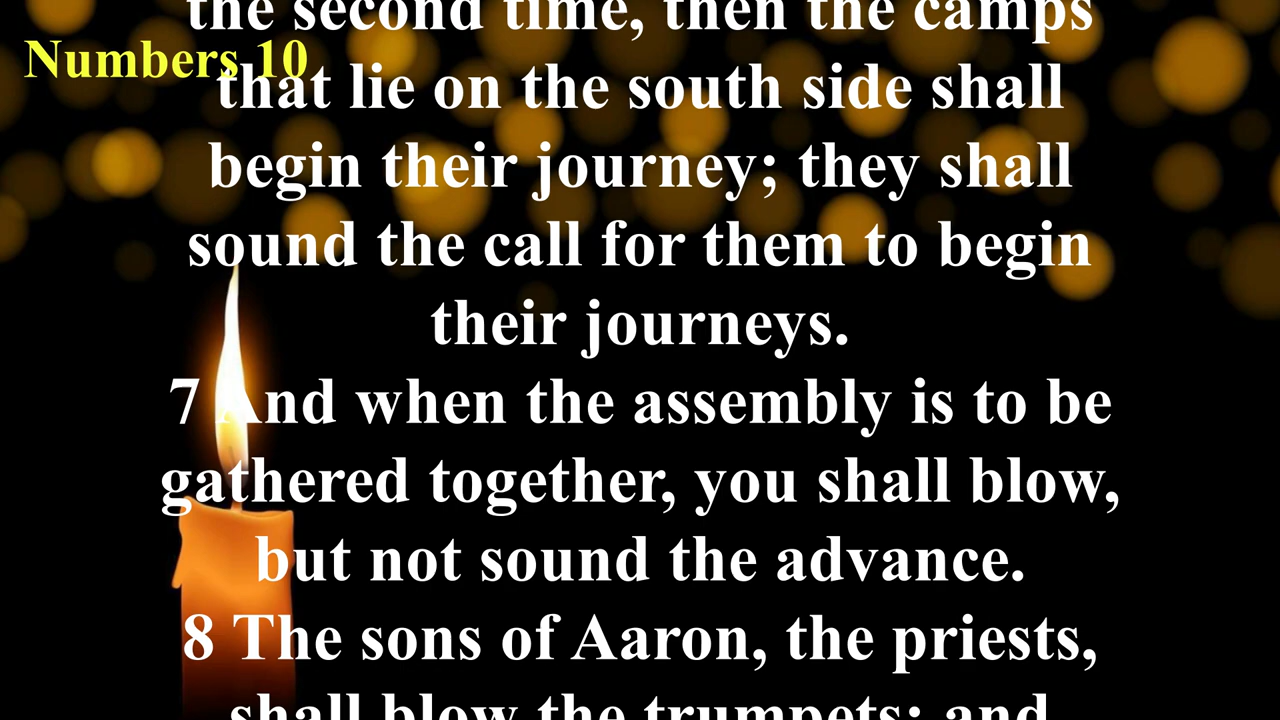 the second time, then the camps
Numbers 10
that lie on the south side shall
begin their journey; they shall
sound the call for them to begin
their journeys.
7 And when the assembly is to be
gathered together, you shall blow,
but not sound the advance.
8 The sons of Aaron, the priests,
shall blow the trumpets; and